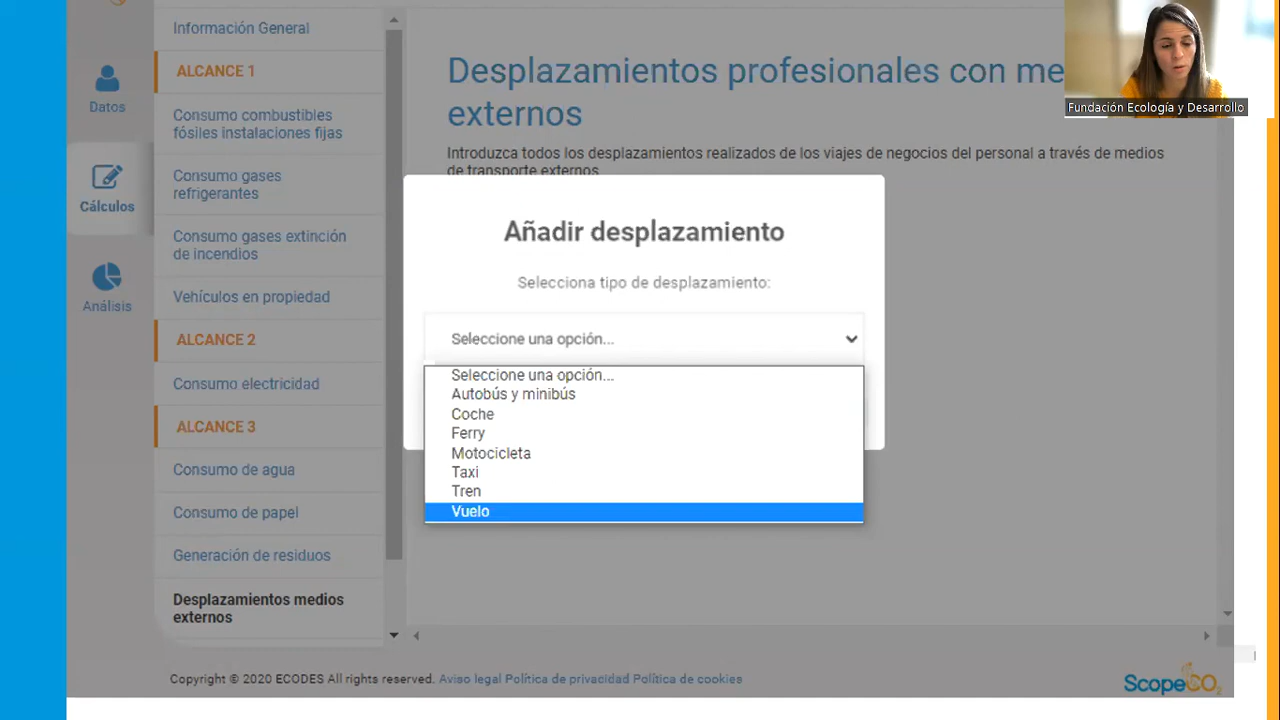 Información General
ALCANCE 1
Consumo combustibles
fósiles instalaciones fijas
Consumo gases
refrigerantes
Consumo gases extinción
de incendios
Vehículos en propiedad
ALCANCE 2
Consumo electricidad
ALCANCE 3
Consumo de agua
Consumo de papel
Generación de residuos
Desplazamientos medios
externos
Datos
Cálculos
Análisis
Desplazamientos profesionales con me
externos
Introduzca todos los desplazamientos realizados de los viajes de negocios del personal a través de medios
de transporte externos
Añadir desplazamiento
Selecciona tipo de desplazamiento:
Seleccione una opción...
Seleccione una opción...
Autobús y minibús
Coche
Ferry
Motocicleta
Taxi
Tren
Vuelo
Fundación Ecología y Desarrollo
Copyright © 2020 ECODES All rights reserved. Aviso legal Política de privacidad Política de cookies
ScopeCO2